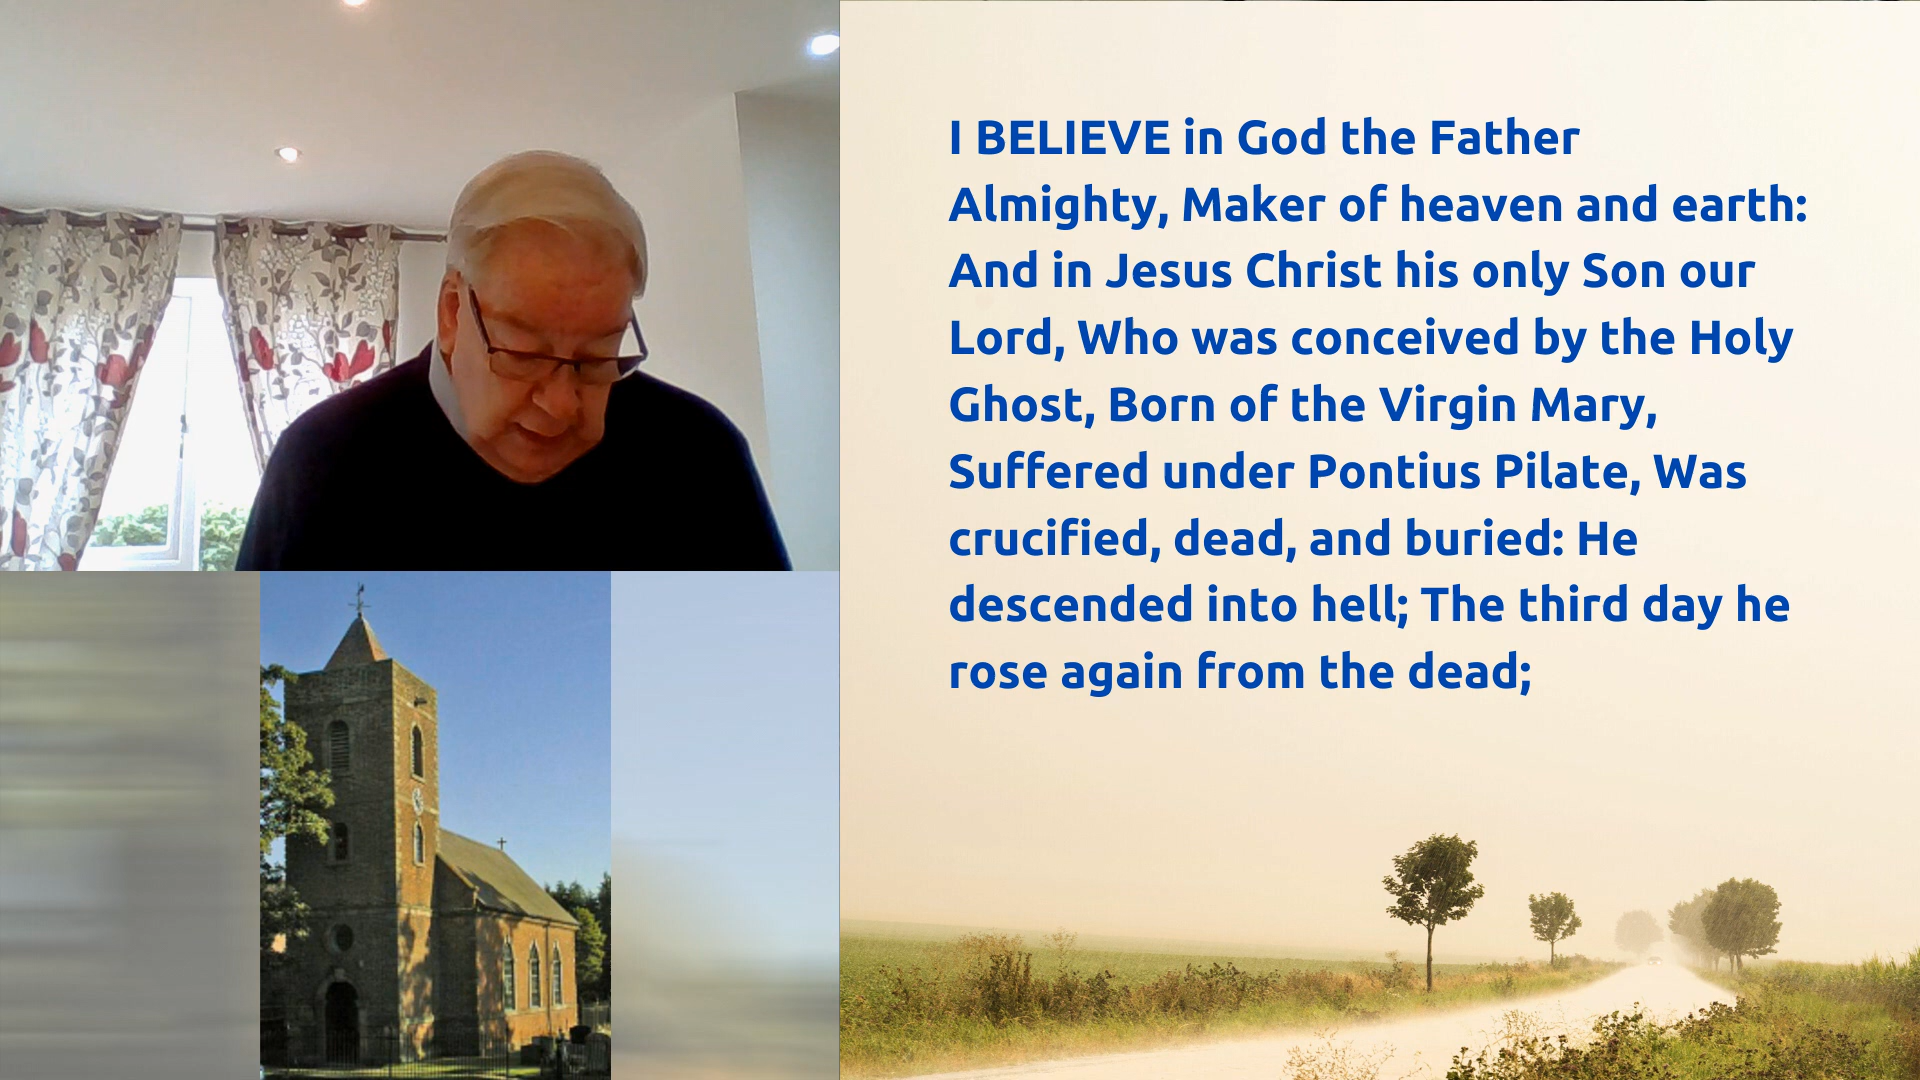 I BELIEVE in God the Father
Almighty, Maker of heaven and earth:
And in Jesus Christ his only Son our
Lord, Who was conceived by the Holy
Ghost, Born of the Virgin Mary,
Suffered under Pontius Pilate, Was
crucified, dead, and buried: He
descended into hell; The third day he
rose again from the dead;